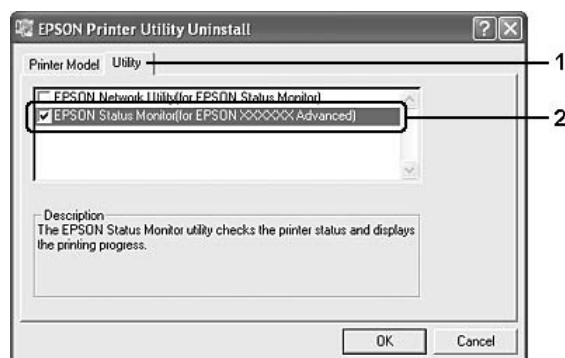 EPSON Printer Utility Uninstall
Printer Model Utility
1
EPSON Network Utility(for EPSON Status Monitor)
EPSON Status Monitor(for EPSON XXXXXX Advanced)
2
Description
The EPSON Status Monitor utility checks the printer status and displays
the printing progress.
OK Cancel